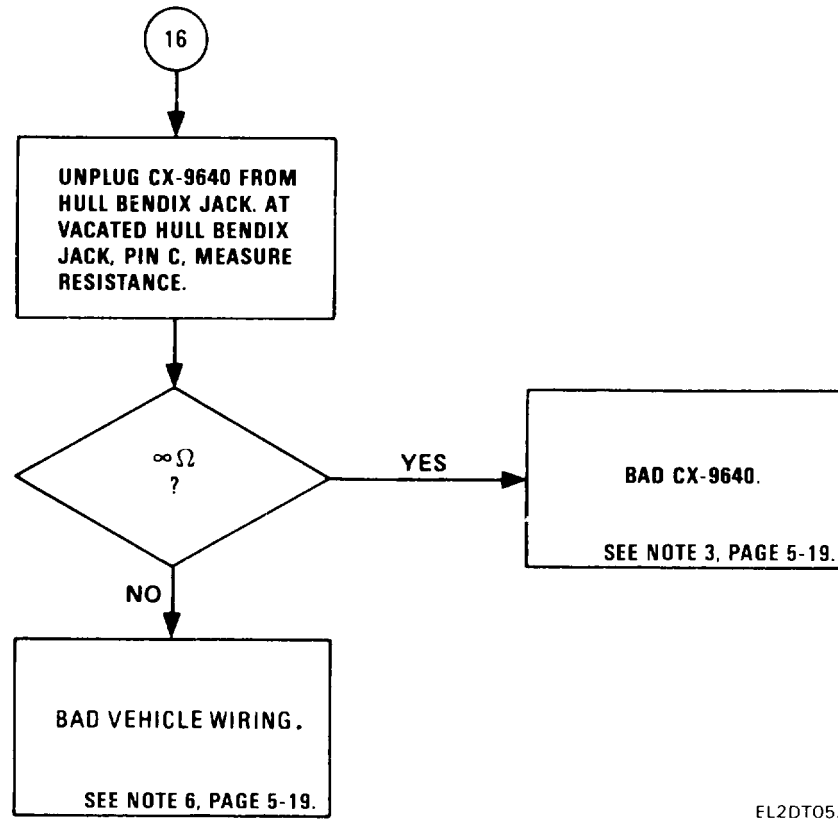 16
UNPLUG CX-9640 FROM
HULL BENDIX JACK. AT
VACATED HULL BENDIX
JACK, PIN C, MEASURE
RESISTANCE.
∞ Ω
?
YES
BAD CX-9640.
SEE NOTE 3, PAGE 5-19.
NO
BAD VEHICLE WIRING.
SEE NOTE 6, PAGE 5-19.
EL2DT05